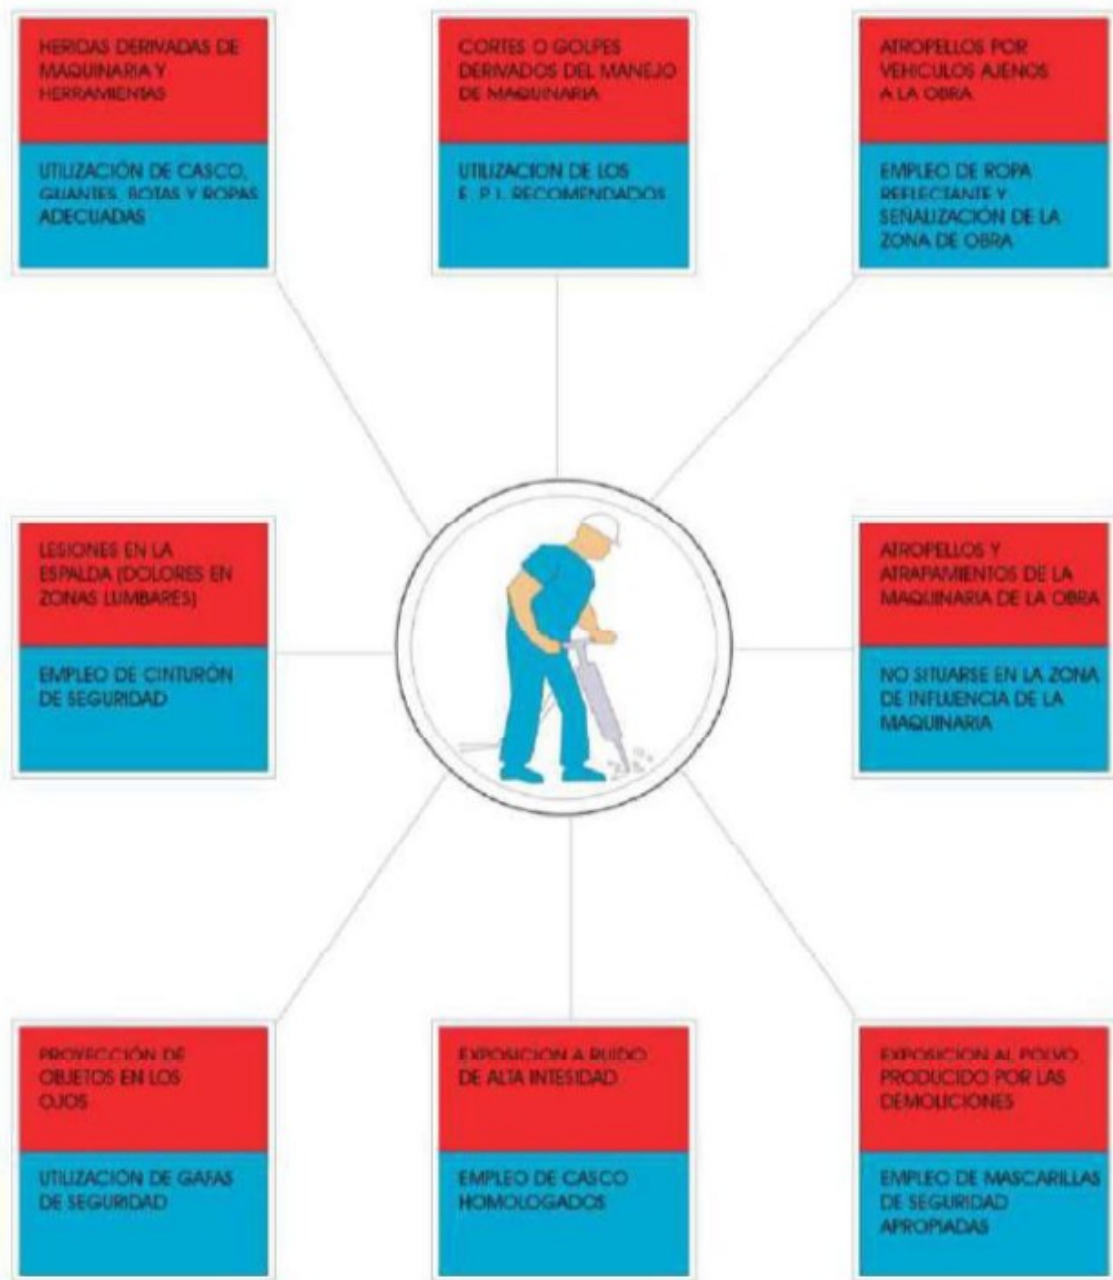 HERIDAS DERIVADAS DE
MAQUINARIA Y
HERRAMIENTAS
UTILIZACIÓN DE CASCO,
GUANTES, BOTAS Y ROPAS
ADECUADAS
CORTES O GOLPES
DERIVADOS DEL MANEJO
DE MAQUINARIA
UTILIZACION DE LOS
E. P. I. RECOMENDADOS
ATROPELLOS POR
VEHICULOS AJENOS
A LA OBRA
EMPLEO DE ROPA
REFLECTANTE Y
SEÑALIZACIÓN DE LA
ZONA DE OBRA
LESIONES EN LA
ESPALDA (DOLORES EN
ZONAS LUMBARES)
EMPLEO DE CINTURÓN
DE SEGURIDAD
ATROPELLOS Y
ATRAPAMIENTOS DE LA
MAQUINARIA DE LA OBRA
NO SITUARSE EN LA ZONA
DE INFLUENCIA DE LA
MAQUINARIA
PROYECCIÓN DE
OBJETOS EN LOS
OJOS
UTILIZACIÓN DE GAFAS
DE SEGURIDAD
EXPOSICION A RUIDO
DE ALTA INTESIDAD
EMPLEO DE CASCO
HOMOLOGADOS
EXPOSICION AL POLVO,
PRODUCIDO POR LAS
DEMOLICIONES
EMPLEO DE MASCARILLAS
DE SEGURIDAD
APROPIADAS